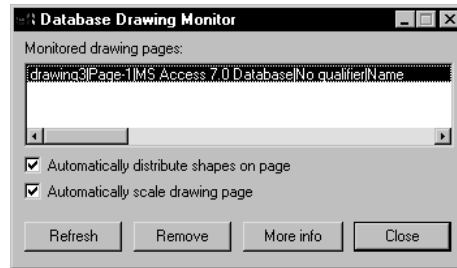 Database Drawing Monitor
Monitored drawing pages:
drawing3|Page-1|MS Access 7.0 Database|No qualifier|Name
Automatically distribute shapes on page
Automatically scale drawing page
Refresh Remove More info Close